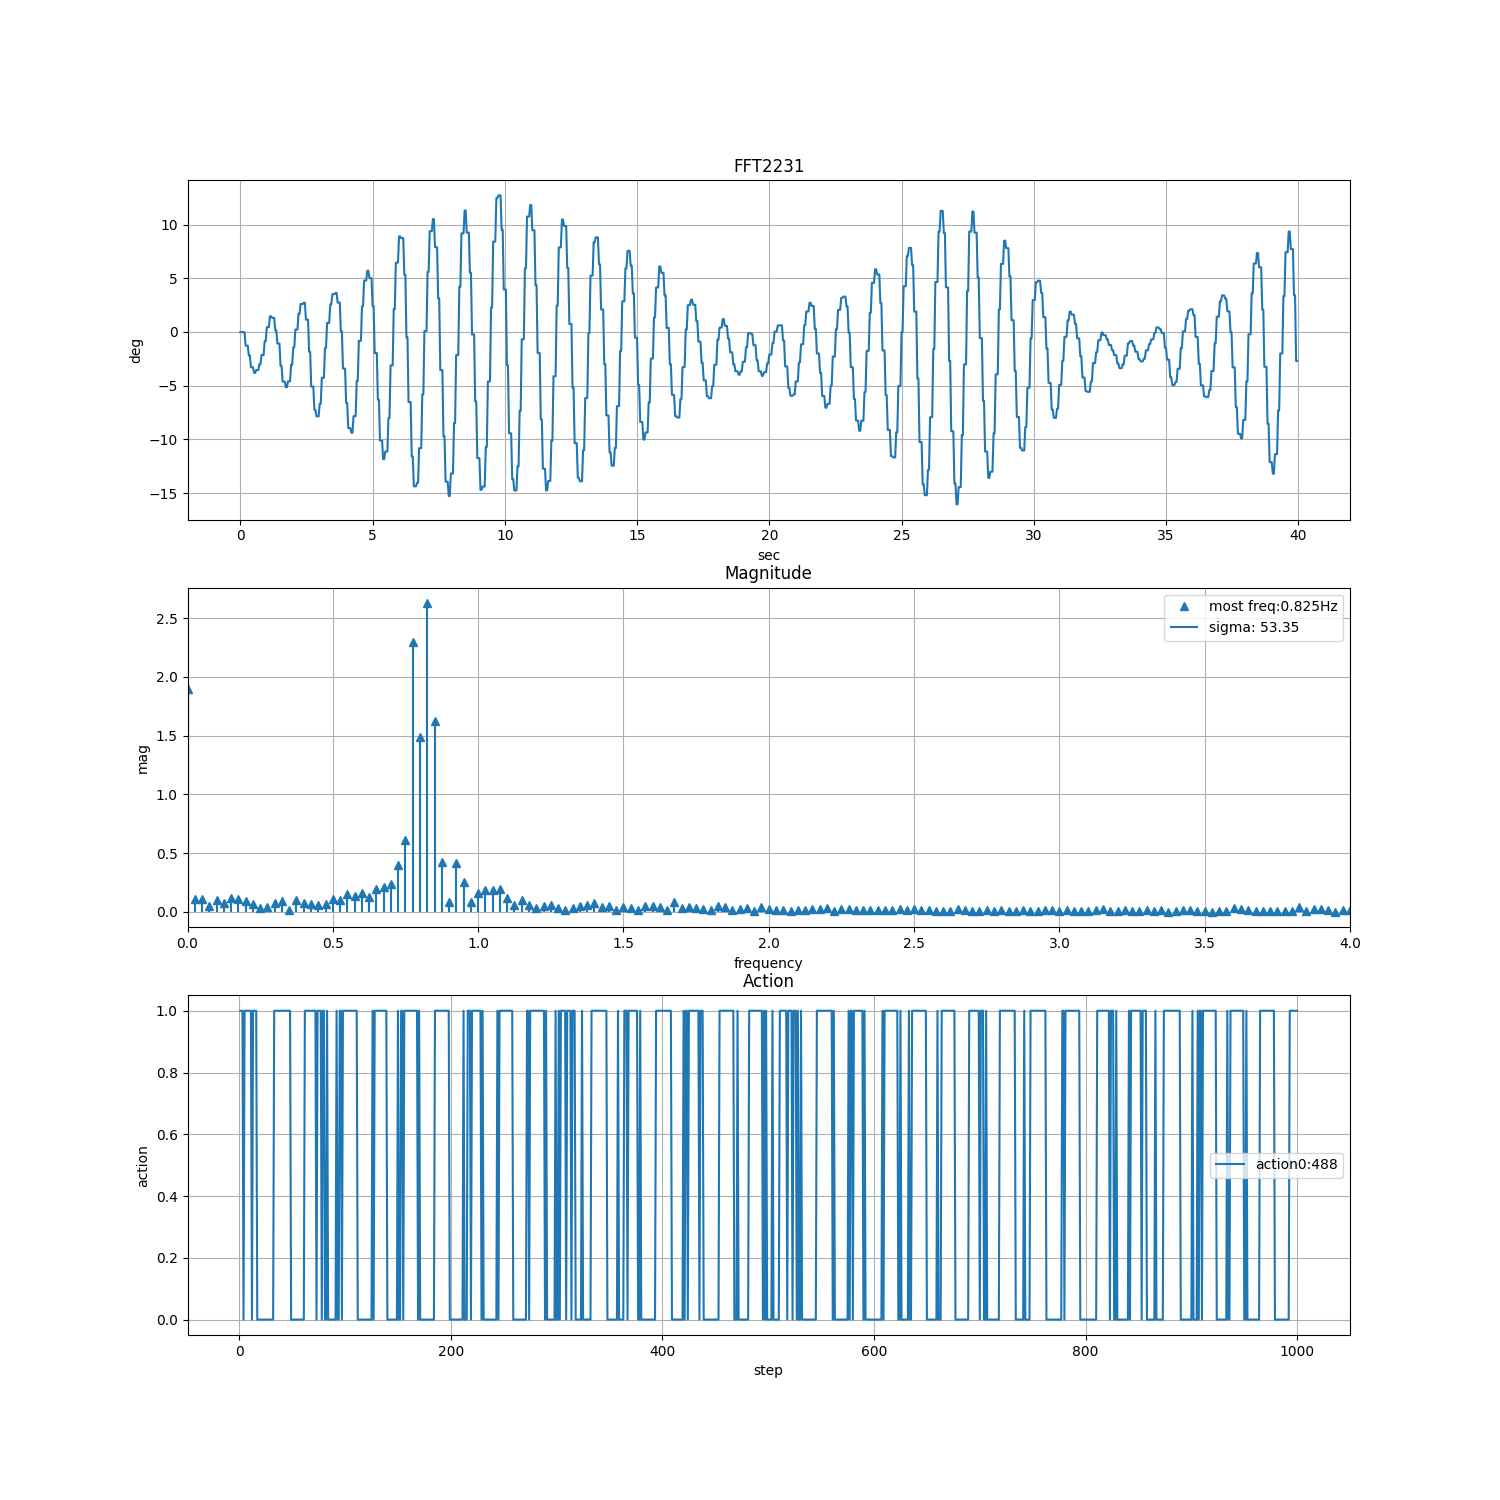 FFT2231
10
5
0
−5
−10
−15
deg
0 5 10 15 20 25 30 35 40
sec
Magnitude
most freq:0.825Hz
sigma: 53.35
2.5
2.0
1.5
1.0
0.5
0.0
mag
0.0 0.5 1.0 1.5 2.0 2.5 3.0 3.5 4.0
frequency
Action
1.0
0.8
0.6
0.4
0.2
0.0
action
action0:488
0 200 400 600 800 1000
step